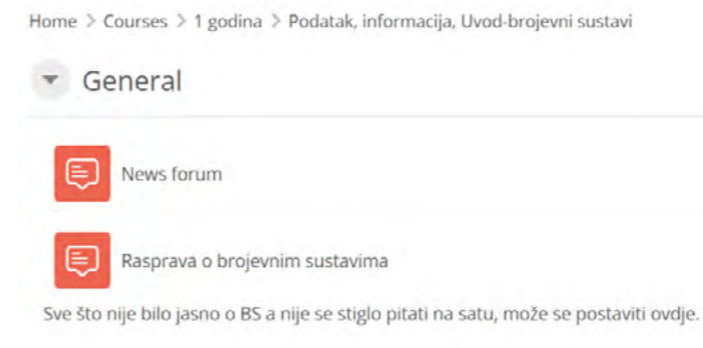 Home > Courses > 1 godina > Podatak, informacija, Uvod-brojevni sustavi
General
News forum
Rasprava o brojevnim sustavima
Sve što nije bilo jasno o BS a nije se stiglo pitati na satu, može se postaviti ovdje.